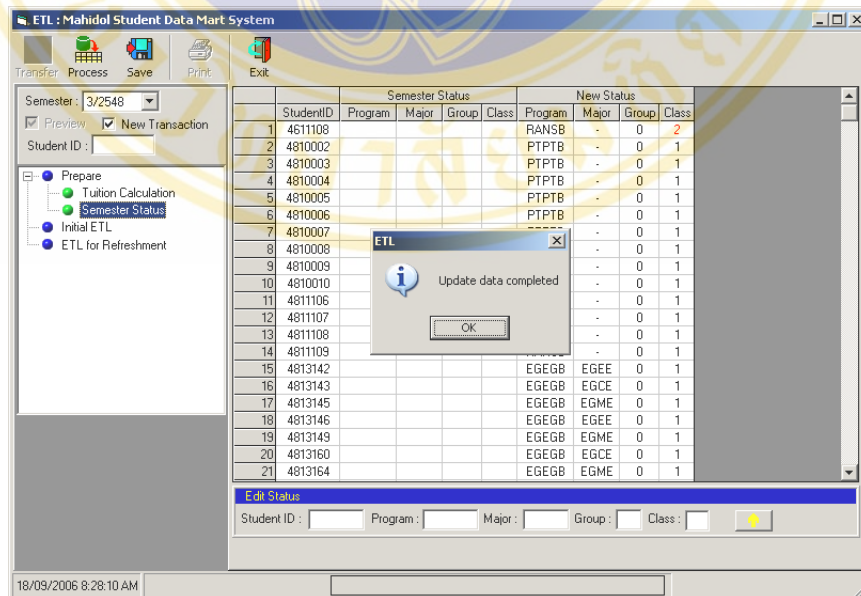 ETL : Mahidol Student Data Mart System
Transfer Process Save Print Exit
Semester : 3/2548
Preview New Transaction
Student ID :
Prepare
Tuition Calculation
Semester Status
Initial ETL
ETL for Refreshment
Semester Status New Status
StudentID Program Major Group Class Program Major Group Class
1 4611108 RANSB - 0 2
2 4810002 PTPTB - 0 1
3 4810003 PTPTB - 0 1
4 4810004 PTPTB - 0 1
5 4810005 PTPTB - 0 1
6 4810006 PTPTB - 0 1
7 4810007 - 0 1
8 4810008 - 0 1
9 4810009 - 0 1
10 4810010 - 0 1
11 4811106 - 0 1
12 4811107 - 0 1
13 4811108 - 0 1
14 4811109 - 0 1
15 4813142 EGEGB EGEE 0 1
16 4813143 EGEGB EGCE 0 1
17 4813145 EGEGB EGME 0 1
18 4813146 EGEGB EGEE 0 1
19 4813149 EGEGB EGME 0 1
20 4813160 EGEGB EGCE 0 1
21 4813164 EGEGB EGME 0 1
ETL
Update data completed
OK
Edit Status
Student ID : Program : Major : Group : Class :
18/09/2006 8:28:10 AM